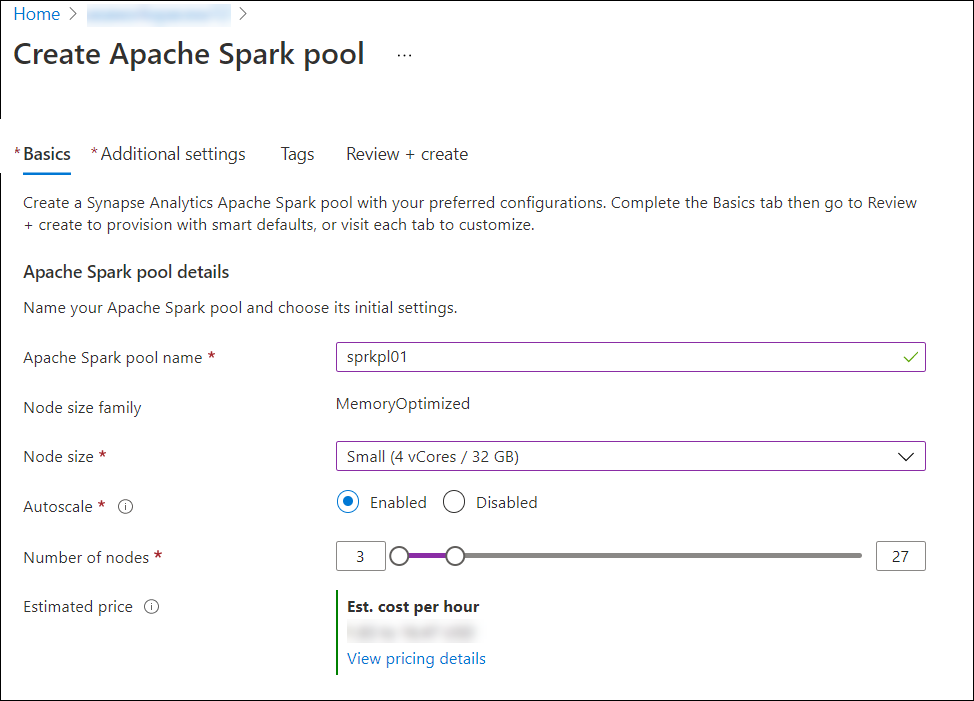 Home >
Create Apache Spark pool ...
* Basics * Additional settings Tags Review + create
Create a Synapse Analytics Apache Spark pool with your preferred configurations. Complete the Basics tab then go to Review
+ create to provision with smart defaults, or visit each tab to customize.
Apache Spark pool details
Name your Apache Spark pool and choose its initial settings.
Apache Spark pool name * sprkpl01
Node size family MemoryOptimized
Node size * Small (4 vCores / 32 GB)
Autoscale * Enabled Disabled
Number of nodes * 3 27
Estimated price Est. cost per hour
View pricing details